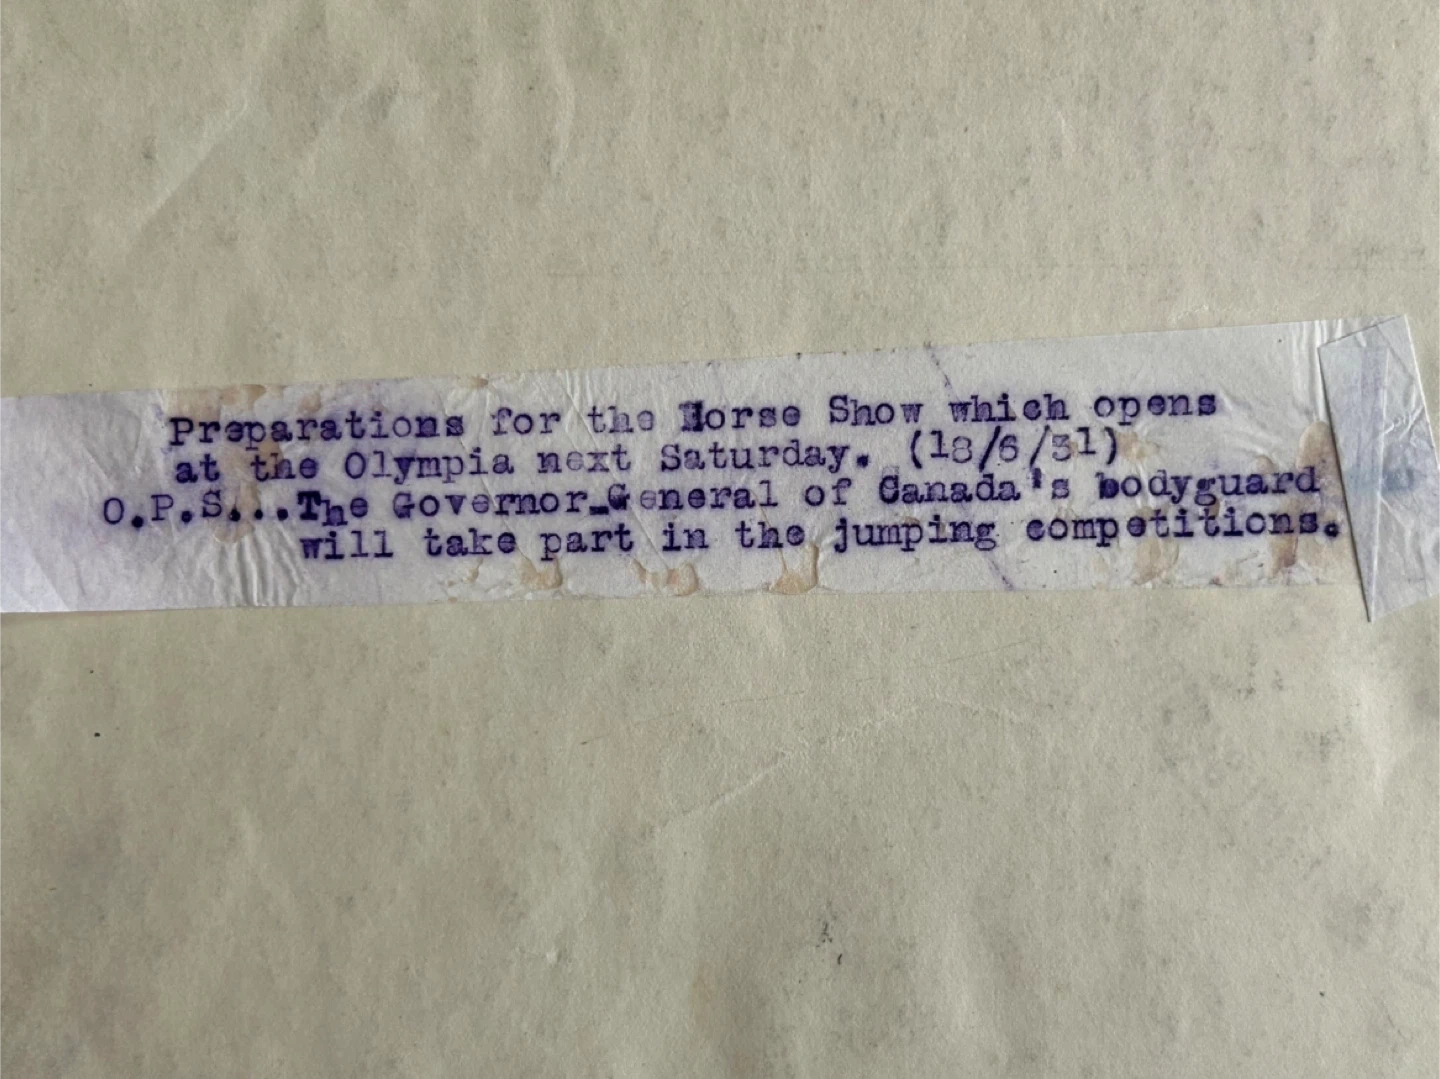 Preparations for the Horse Show which opens
at the Olympia next Saturday. (18/6/31)
O.P.S...The Governor-General of Canada's bodyguard
will take part in the jumping competitions.